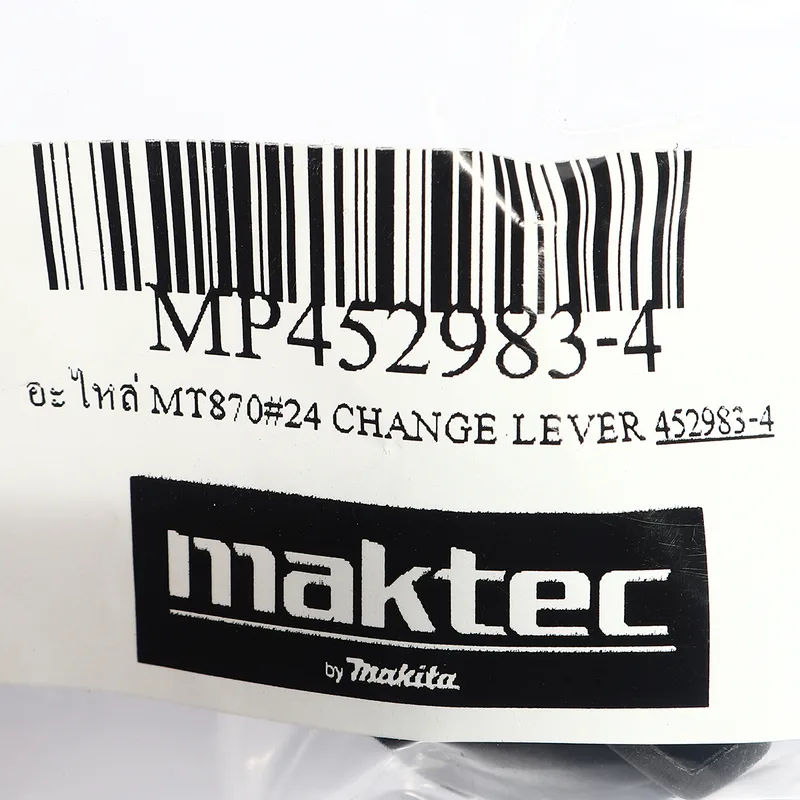 MP452983-4
อะไหล่ MT870#24 CHANGE LEVER 452983-4
maktec
by makita